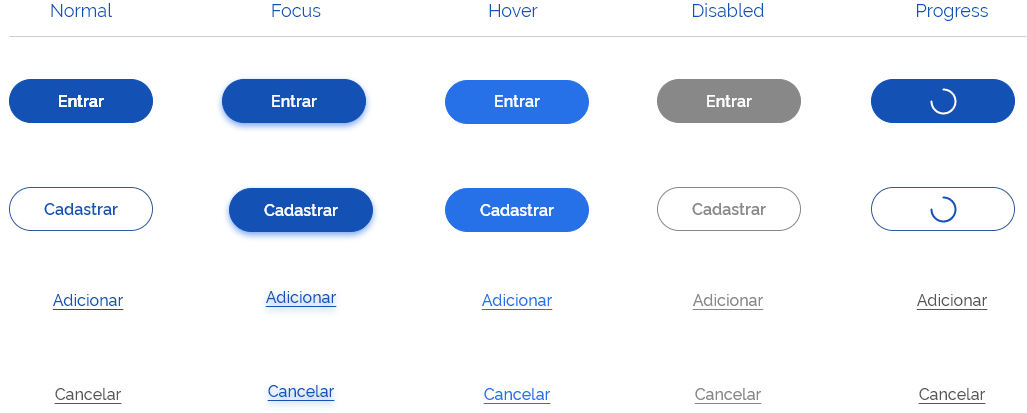 Normal Focus Hover Disabled Progress
Entrar Entrar Entrar Entrar
Cadastrar Cadastrar Cadastrar Cadastrar
Adicionar Adicionar Adicionar Adicionar Adicionar
Cancelar Cancelar Cancelar Cancelar Cancelar